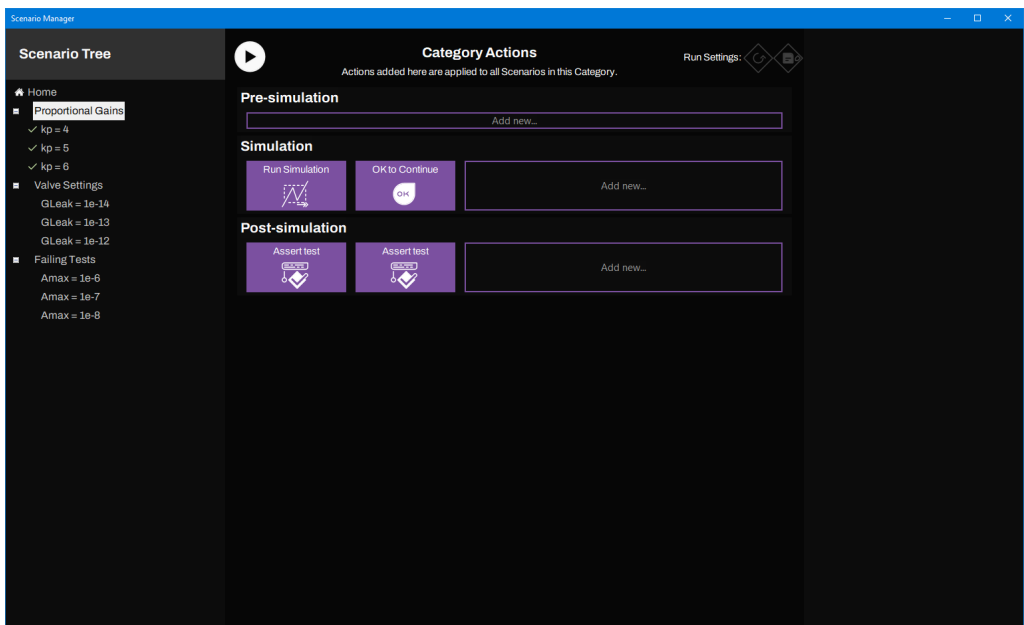 Scenario Manager
Scenario Tree
Home
Proportional Gains
kp = 4
kp = 5
kp = 6
Valve Settings
GLeak = 1e-14
GLeak = 1e-13
GLeak = 1e-12
Failing Tests
Amax = 1e-6
Amax = 1e-7
Amax = 1e-8
Category Actions
Actions added here are applied to all Scenarios in this Category.
Run Settings:
Pre-simulation
Add new...
Simulation
Run Simulation
OK to Continue
OK
Add new...
Post-simulation
Assert test
Assert test
Add new...